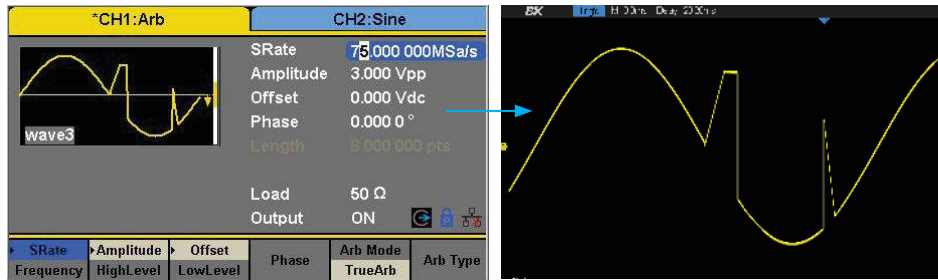 *CH1:Arb
CH2:Sine
wave3
SRate 75.000 000MSa/s
Amplitude 3.000 Vpp
Offset 0.000 Vdc
Phase 0.000 0 °
Length 8 000 000 pts
Load 50 Ω
Output ON
SRate Amplitude Offset Phase Arb Mode Arb Type
Frequency HighLevel LowLevel TrueArb